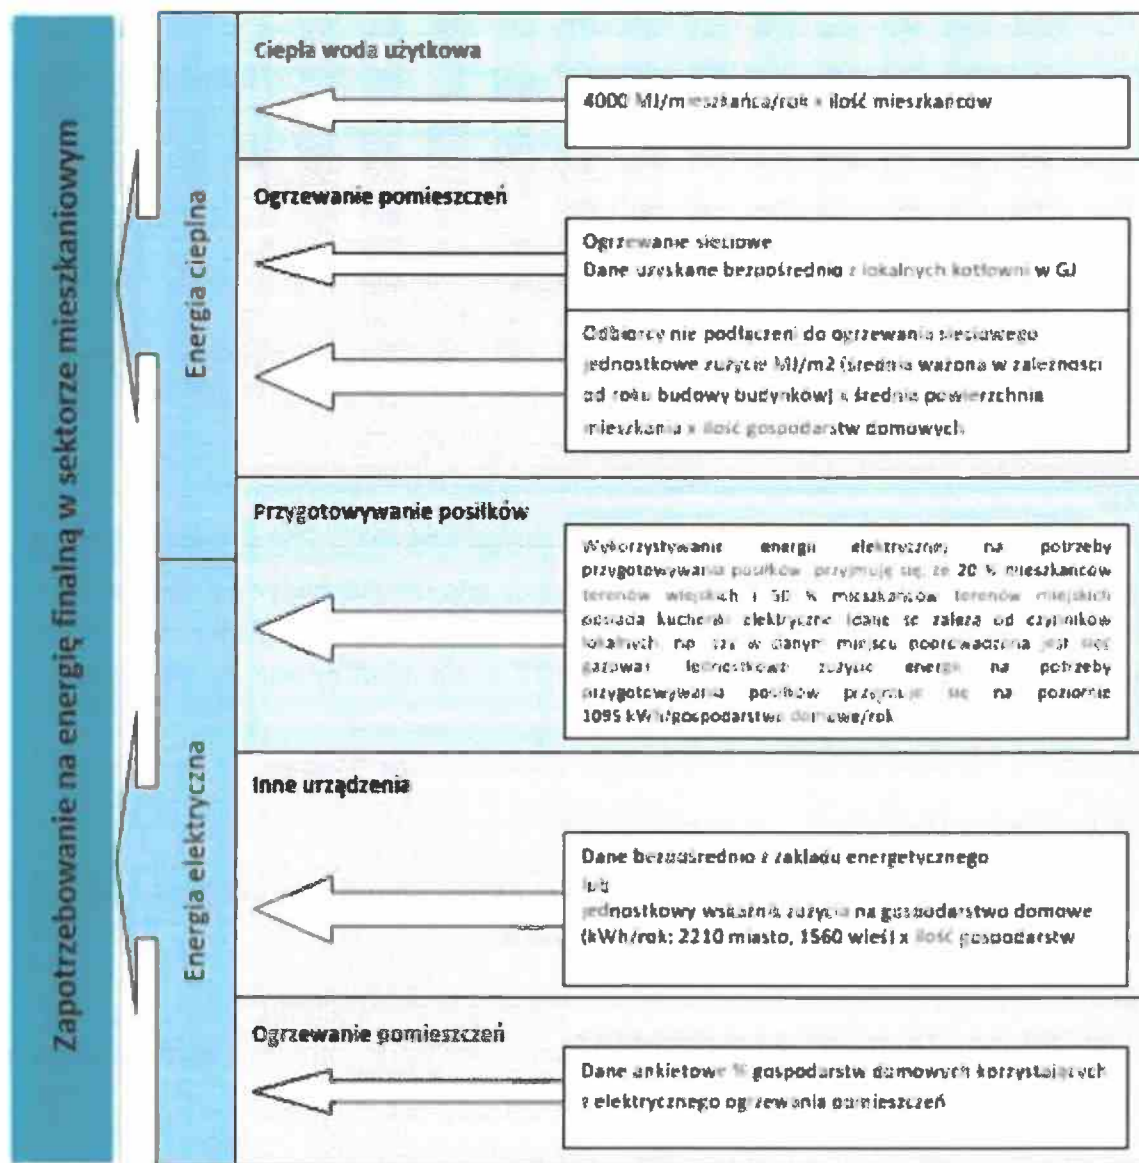 Zapotrzebowanie na energię finalną w sektorze mieszkaniowym
Energia cieplna
Ciepła woda użytkowa
4000 MJ/mieszkańca/rok x ilość mieszkańców
Ogrzewanie pomieszczeń
Ogrzewanie sieciowe
Dane uzyskane bezpośrednio z lokalnych kotłowni w GJ
Odbiorcy nie podłączeni do ogrzewania sieciowego
jednostkowe zużycie MJ/m2 (średnia ważona w zależności
od roku budowy budynków) x średnia powierzchnia
mieszkania x ilość gospodarstw domowych
Przygotowywanie posiłków
Wykorzystywanie energii elektrycznej na potrzeby
przygotowywania posiłków przyjmuje się że 20 % mieszkańców
terenów wiejskich i 50 % mieszkańców terenów miejskich
posiada kuchenki elektryczne (dane te zależą od czynników
lokalnych np. czy w danym miejscu poprowadzona jest sieć
gazowa). Jednostkowe zużycie energii na potrzeby
przygotowywania posiłków przyjmuje się na poziomie
1095 kWh/gospodarstwo domowe/rok
Energia elektryczna
Inne urządzenia
Dane bezpośrednio z zakładu energetycznego
lub
jednostkowy wskaźnik zużycia na gospodarstwo domowe
(kWh/rok: 2210 miasto, 1560 wieś) x ilość gospodarstw
Ogrzewanie pomieszczeń
Dane ankietowe % gospodarstw domowych korzystających
z elektrycznego ogrzewania pomieszczeń